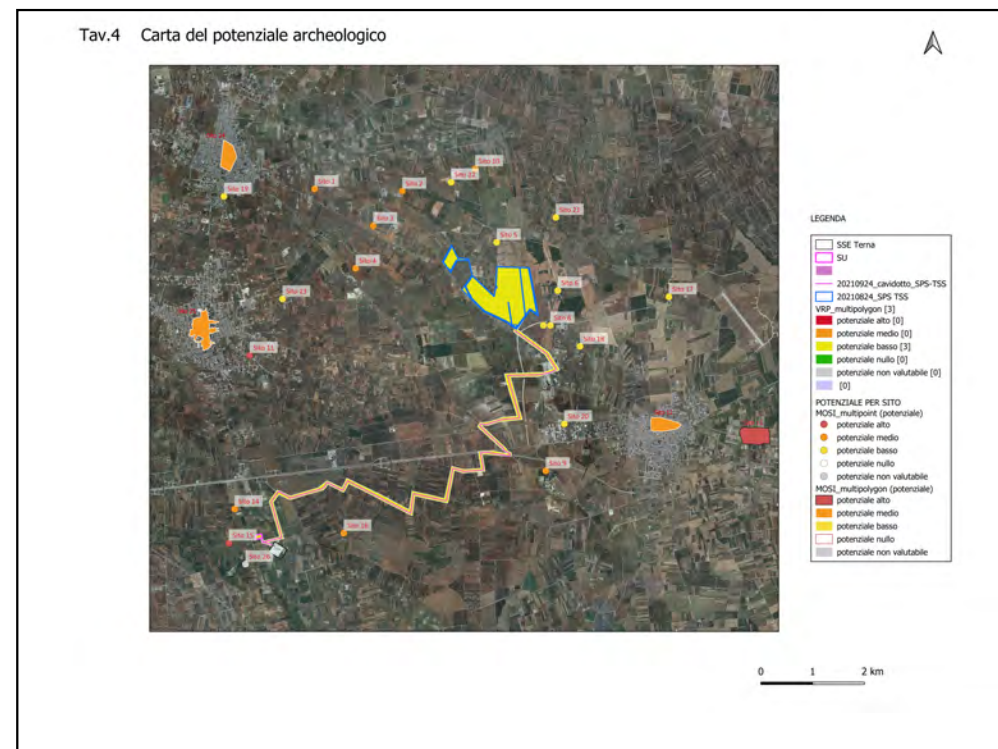 Tav.4 Carta del potenziale archeologico
Sito 10
Sito 22
Sito 1
Sito 2
Sito 19
Sito 3
Sito 21
Sito 5
Sito 4
Sito 6
Sito 13
Sito 12
Sito 11
Sito 18
Sito 20
Sito 9
Sito 14
Sito 16
Sito 15
LEGENDA
SSE Terna
SU
20210924_cavidotto_SPS-TSS
20210824_SPS TSS
VRP_multipolygon [3]
potenziale alto [0]
potenziale medio [0]
potenziale basso [3]
potenziale nullo [0]
potenziale non valutabile [0]
[0]
POTENZIALE PER SITO
MOSI_multipoint (potenziale)
potenziale alto
potenziale medio
potenziale basso
potenziale nullo
potenziale non valutabile
MOSI_multipolygon (potenziale)
potenziale alto
potenziale medio
potenziale basso
potenziale nullo
potenziale non valutabile
0 1 2 km